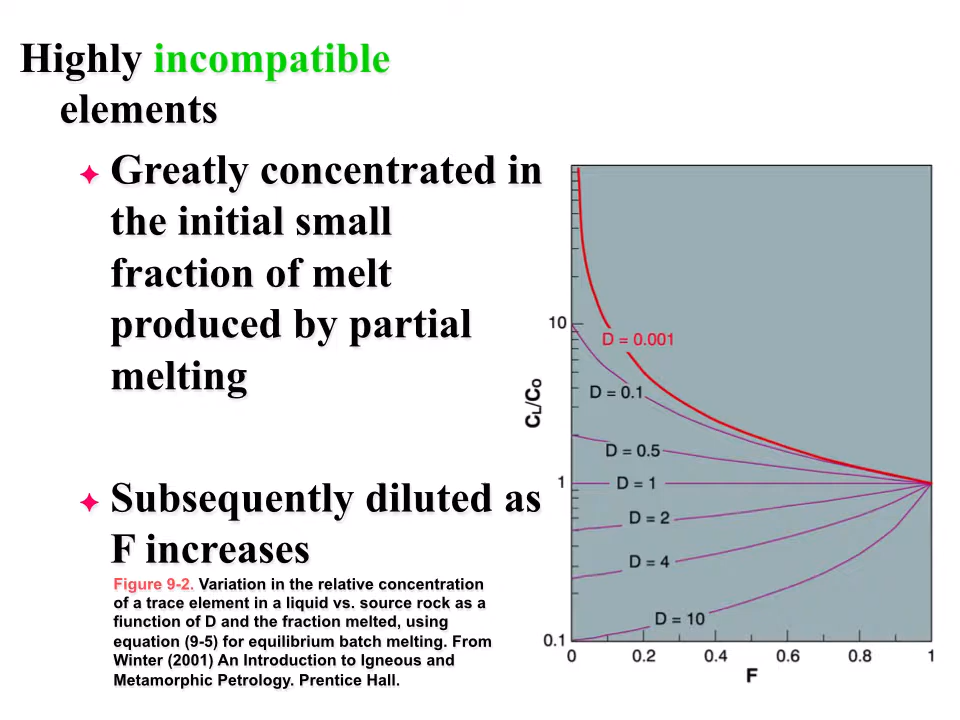 Highly incompatible
elements
✦ Greatly concentrated in
the initial small
fraction of melt
produced by partial
melting
✦ Subsequently diluted as
F increases
Figure 9-2. Variation in the relative concentration
of a trace element in a liquid vs. source rock as a
fiunction of D and the fraction melted, using
equation (9-5) for equilibrium batch melting. From
Winter (2001) An Introduction to Igneous and
Metamorphic Petrology. Prentice Hall.
10
D = 0.001
D = 0.1
CL/CO
D = 0.5
1
D = 1
D = 2
D = 4
D = 10
0.1
0 0.2 0.4 0.6 0.8 1
F